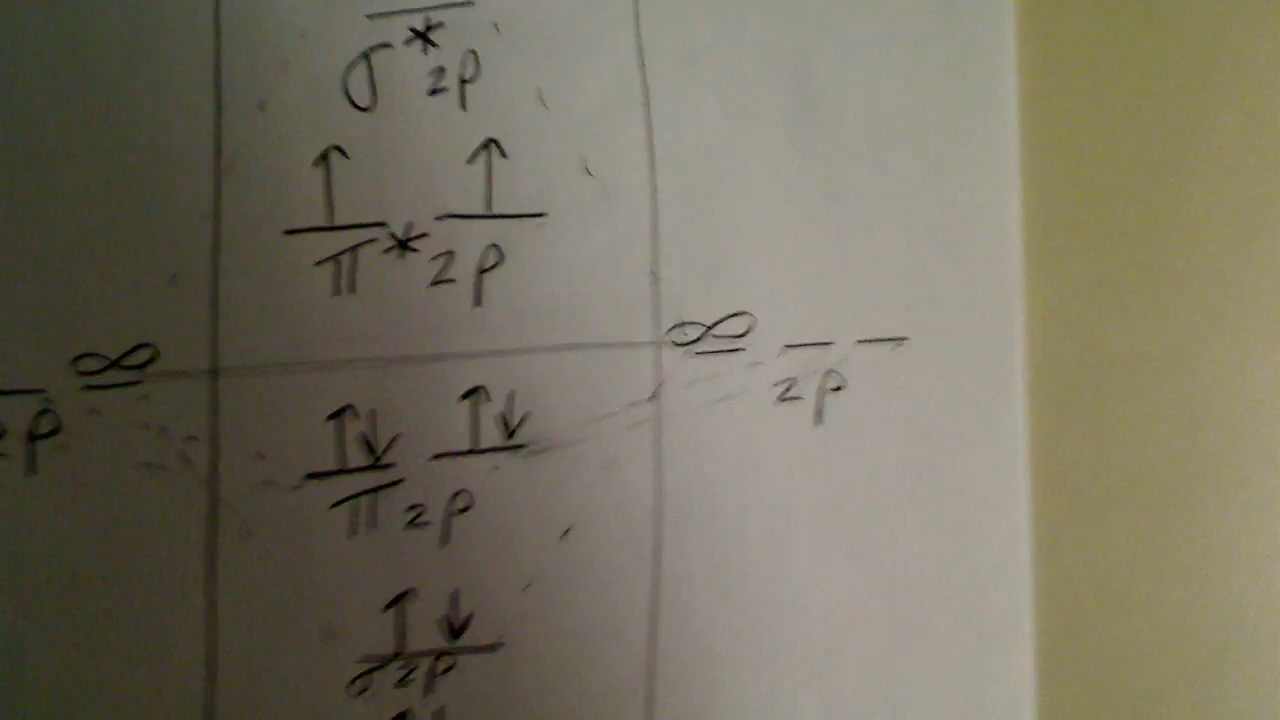 σ*2p
↑ ↑
π*2p
∞ ∞
2p 2p
↑↓ ↑↓
π2p
↑↓
σ2p